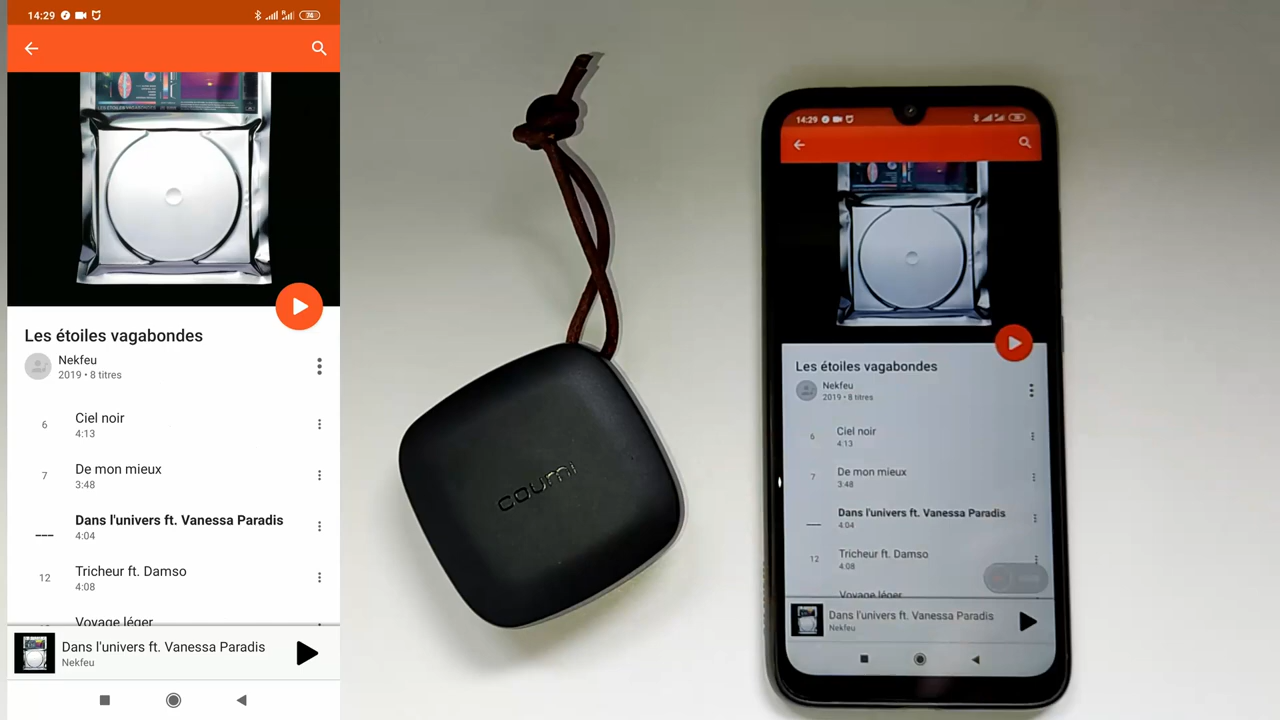 14:29
74
Les étoiles vagabondes
Nekfeu
2019 • 8 titres
6
Ciel noir
4:13
7
De mon mieux
3:48
Dans l'univers ft. Vanessa Paradis
4:04
12
Tricheur ft. Damso
4:08
Voyage léger
Dans l'univers ft. Vanessa Paradis
Nekfeu
coumi
14:29
Les étoiles vagabondes
Nekfeu
2019 • 8 titres
6
Ciel noir
4:13
7
De mon mieux
3:48
Dans l'univers ft. Vanessa Paradis
4:04
12
Tricheur ft. Damso
4:08
Voyage léger
Dans l'univers ft. Vanessa Paradis
Nekfeu